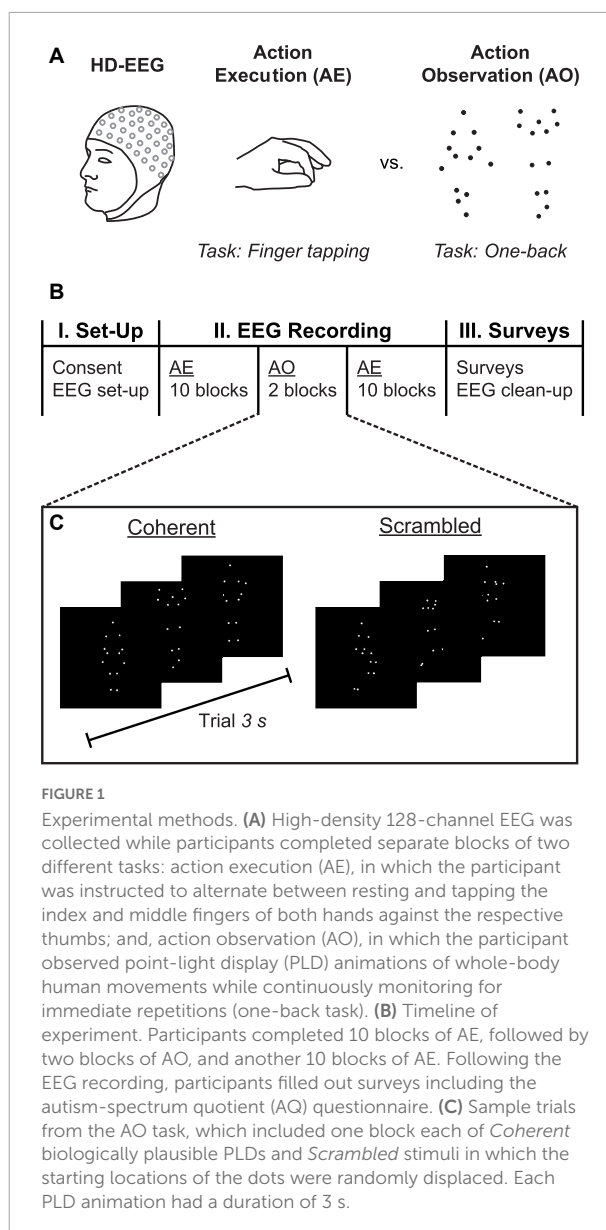 A
HD-EEG
Action
Execution (AE)
Action
Observation (AO)
vs.
Task: Finger tapping
Task: One-back
B
I. Set-Up
II. EEG Recording
III. Surveys
Consent
EEG set-up
AE
10 blocks
AO
2 blocks
AE
10 blocks
Surveys
EEG clean-up
C
Coherent
Scrambled
Trial 3 s
FIGURE 1
Experimental methods. (A) High-density 128-channel EEG was
collected while participants completed separate blocks of two
different tasks: action execution (AE), in which the participant
was instructed to alternate between resting and tapping the
index and middle fingers of both hands against the respective
thumbs; and, action observation (AO), in which the participant
observed point-light display (PLD) animations of whole-body
human movements while continuously monitoring for
immediate repetitions (one-back task). (B) Timeline of
experiment. Participants completed 10 blocks of AE, followed by
two blocks of AO, and another 10 blocks of AE. Following the
EEG recording, participants filled out surveys including the
autism-spectrum quotient (AQ) questionnaire. (C) Sample trials
from the AO task, which included one block each of Coherent
biologically plausible PLDs and Scrambled stimuli in which the
starting locations of the dots were randomly displaced. Each
PLD animation had a duration of 3 s.